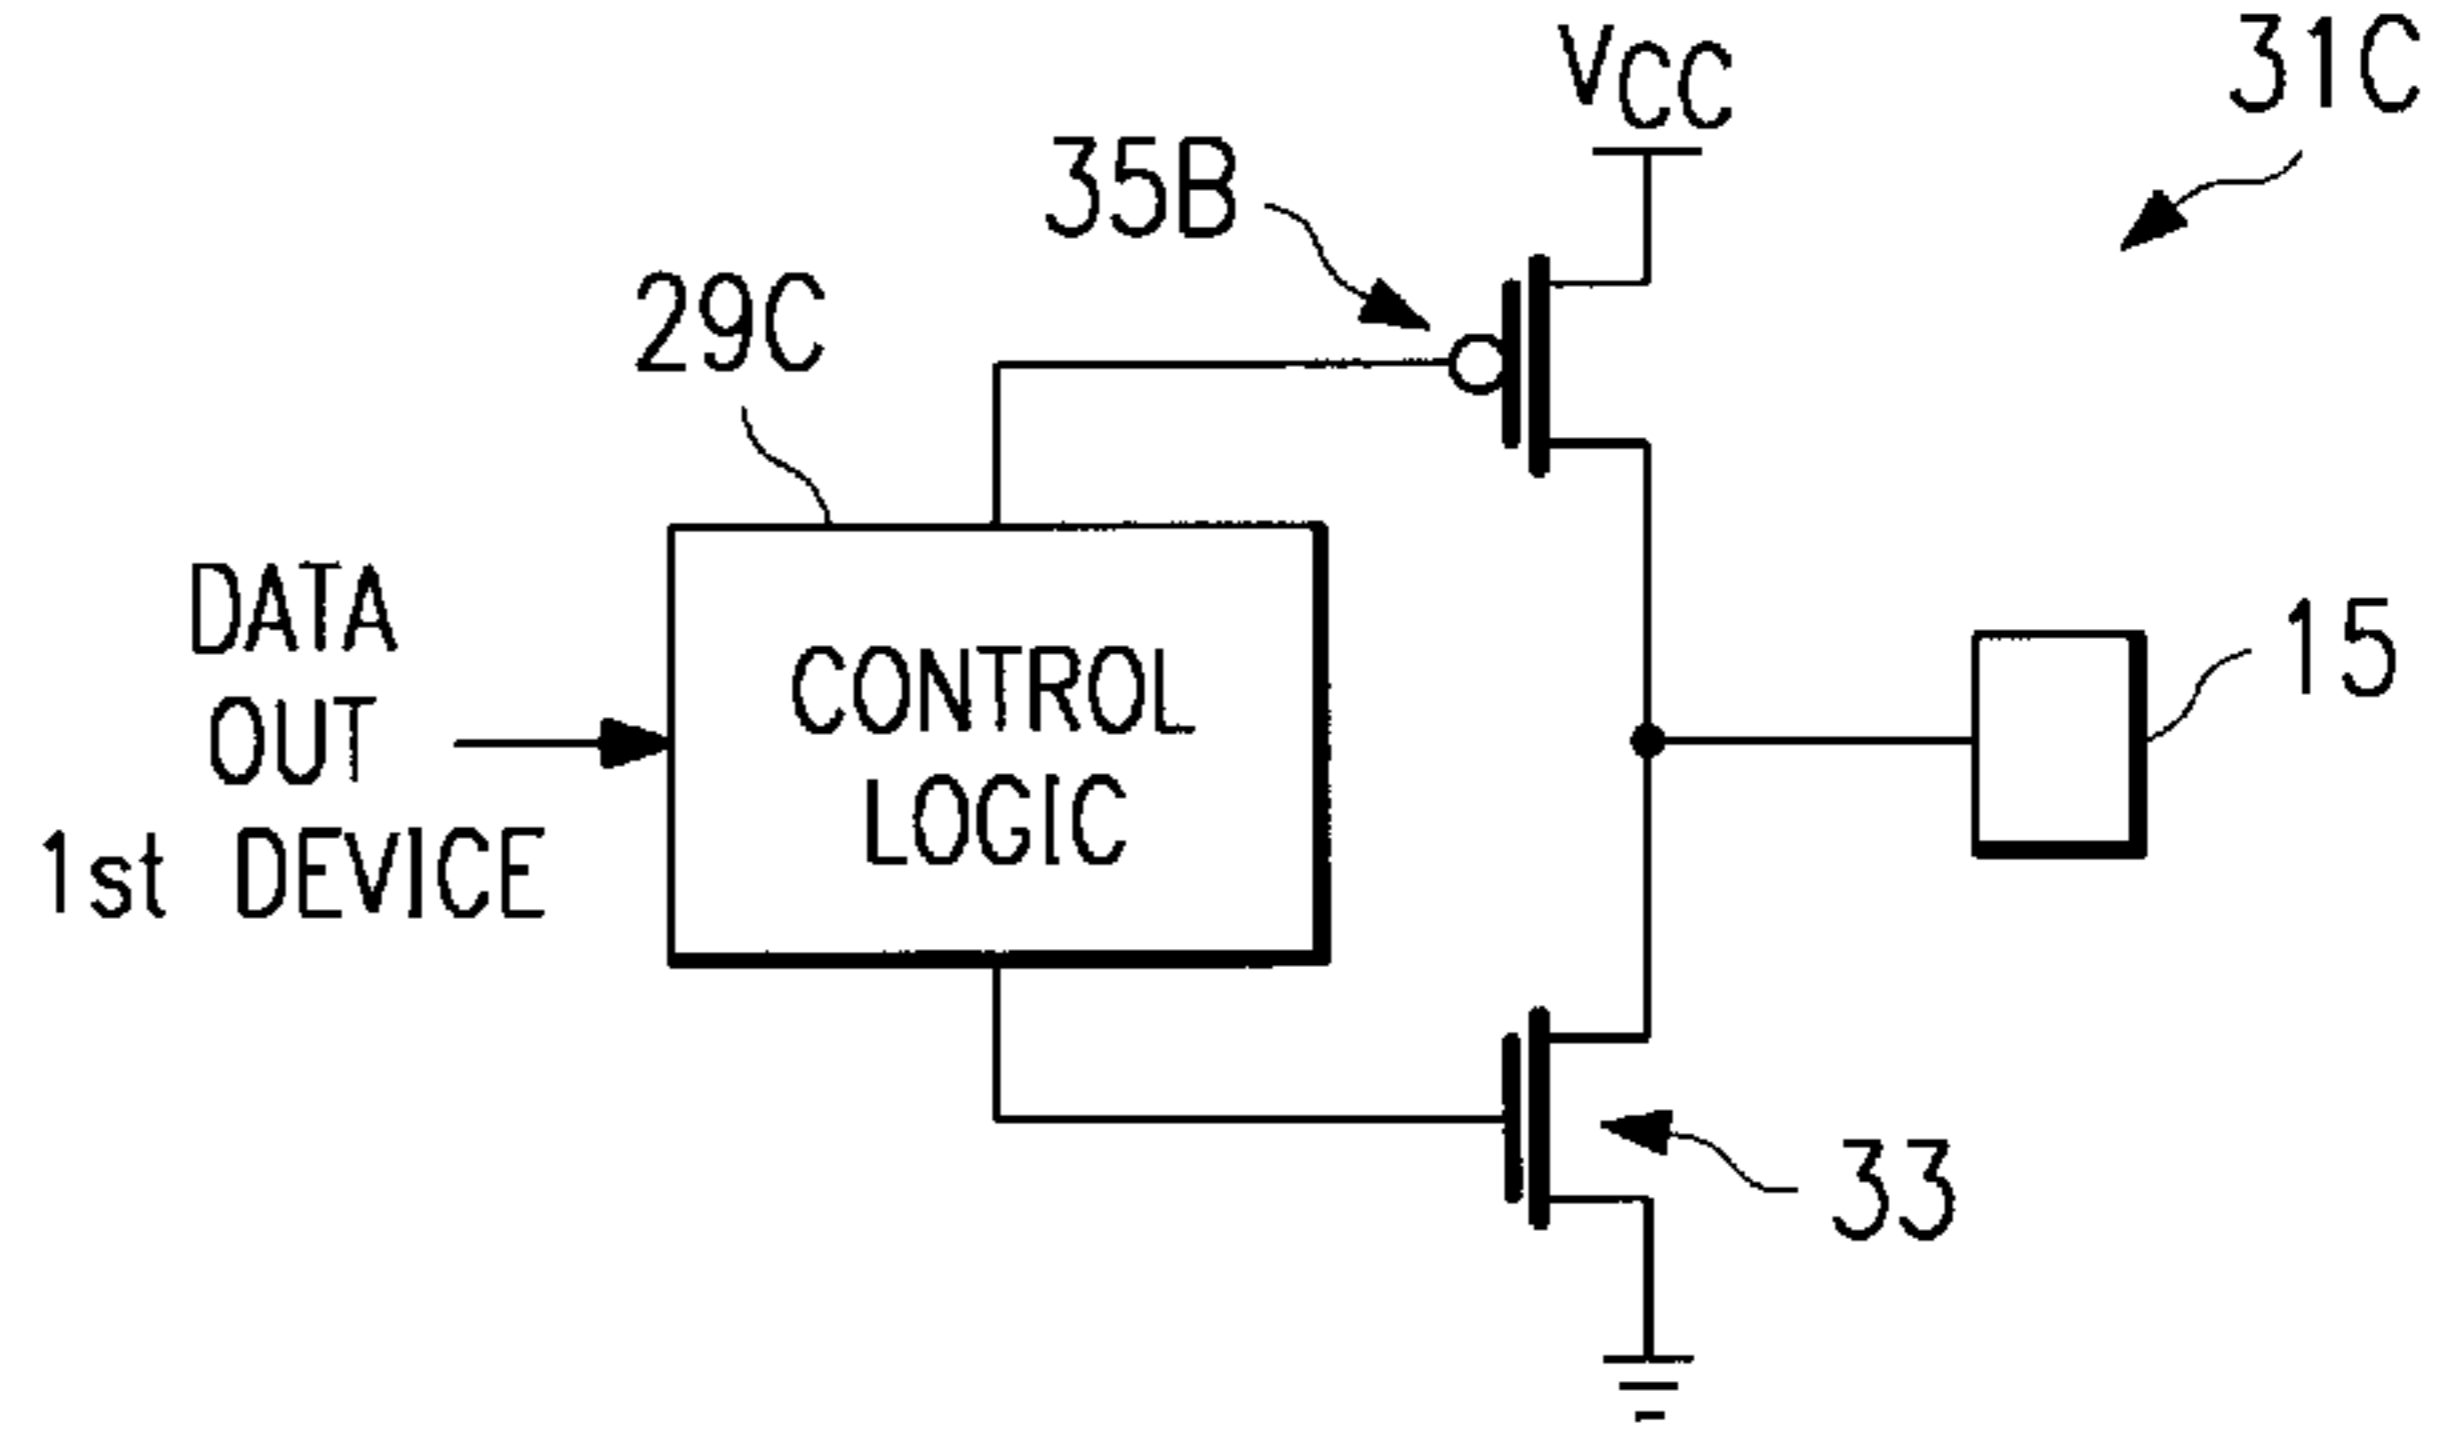 31C
VCC
35B
29C
DATA
OUT
1st DEVICE
CONTROL
LOGIC
15
33